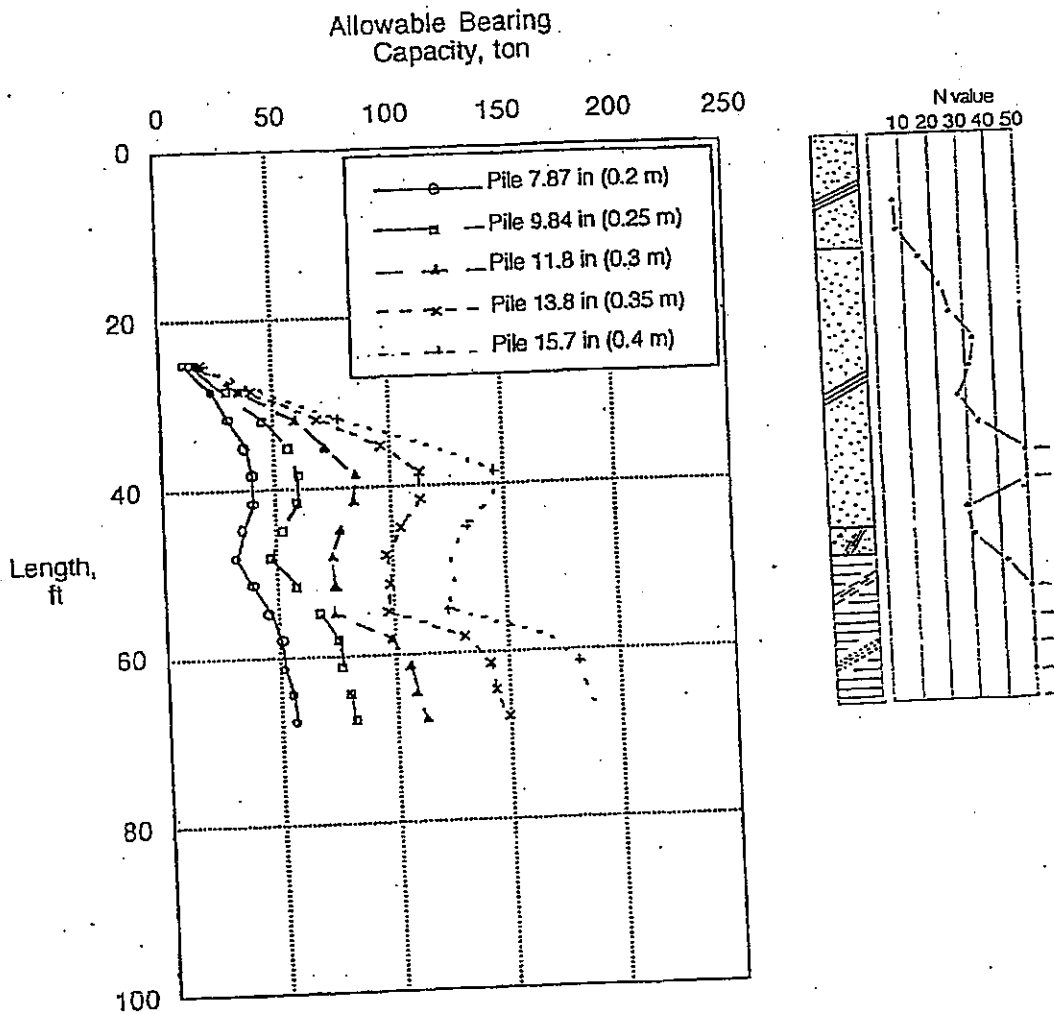 Allowable Bearing
Capacity, ton
0 50 100 150 200 250
0
20
40
60
80
100
Length,
ft
Pile 7.87 in (0.2 m)
Pile 9.84 in (0.25 m)
Pile 11.8 in (0.3 m)
Pile 13.8 in (0.35 m)
Pile 15.7 in (0.4 m)
N value
10 20 30 40 50